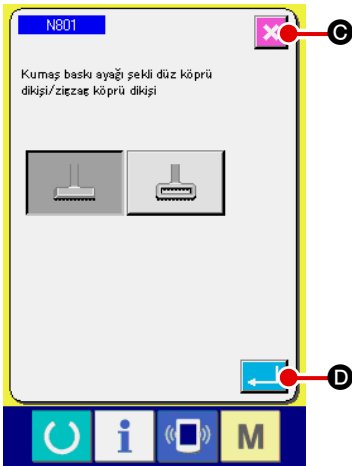 N801
C
Kumaş baskı ayağı şekli düz köprü
dikişi/zigzag köprü dikişi
D
i
M